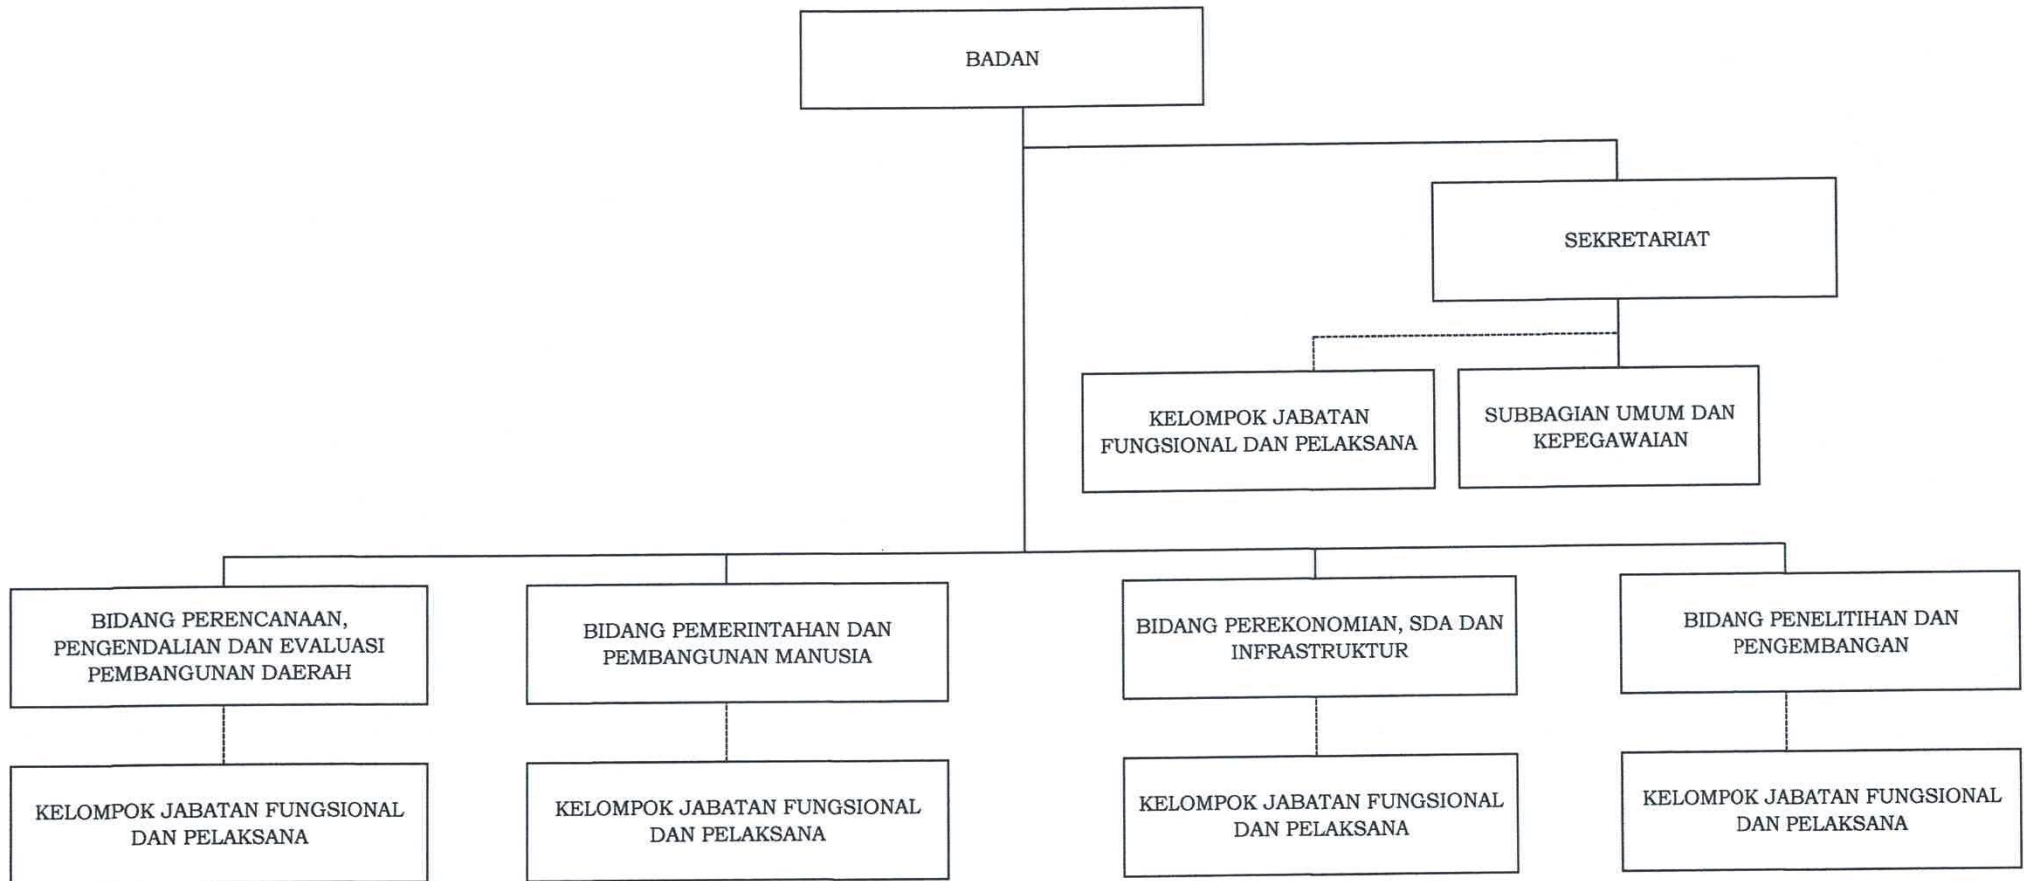 BADAN
SEKRETARIAT
KELOMPOK JABATAN
FUNGSIONAL DAN PELAKSANA
SUBBAGIAN UMUM DAN
KEPEGAWAIAN
BIDANG PERENCANAAN,
PENGENDALIAN DAN EVALUASI
PEMBANGUNAN DAERAH
BIDANG PEMERINTAHAN DAN
PEMBANGUNAN MANUSIA
BIDANG PEREKONOMIAN, SDA DAN
INFRASTRUKTUR
BIDANG PENELITIHAN DAN
PENGEMBANGAN
KELOMPOK JABATAN FUNGSIONAL
DAN PELAKSANA
KELOMPOK JABATAN FUNGSIONAL
DAN PELAKSANA
KELOMPOK JABATAN FUNGSIONAL
DAN PELAKSANA
KELOMPOK JABATAN FUNGSIONAL
DAN PELAKSANA